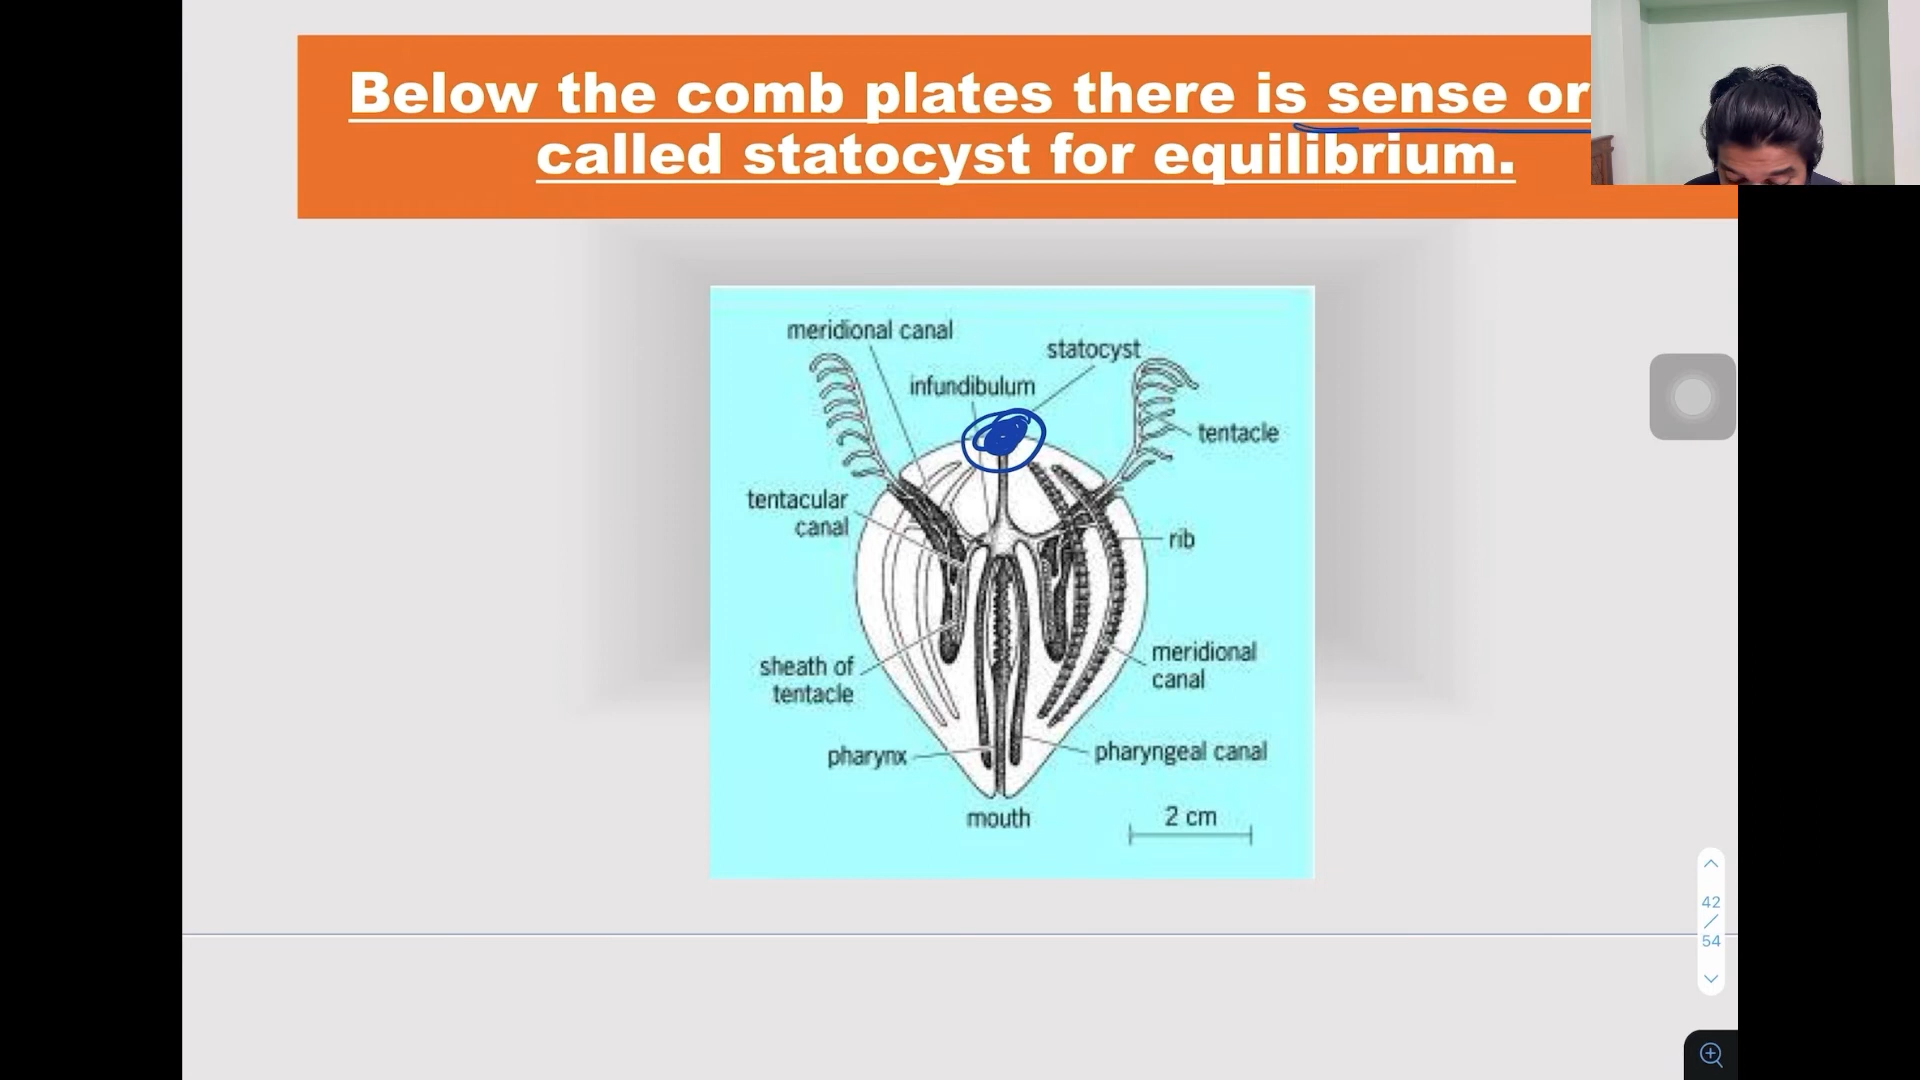 Below the comb plates there is sense or
called statocyst for equilibrium.
meridional canal
statocyst
infundibulum
tentacle
tentacular
canal
rib
sheath of
tentacle
meridional
canal
pharynx
pharyngeal canal
mouth
2 cm
42
/
54